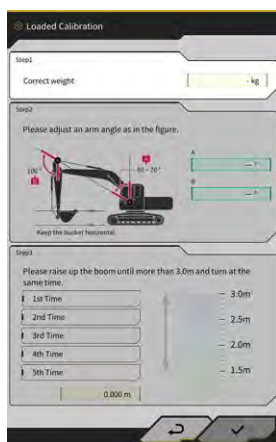 Loaded Calibration
Step1
Correct weight
- kg
Step2
Please adjust an arm angle as in the figure.
A
100°
60~70°
A
B
--- °
B
--- °
Keep the bucket horizontal
Step3
Please raise up the boom until more than 3.0m and turn at the
same time.
1st Time
2nd Time
3rd Time
4th Time
5th Time
0.000 m
3.0m
2.5m
2.0m
1.5m